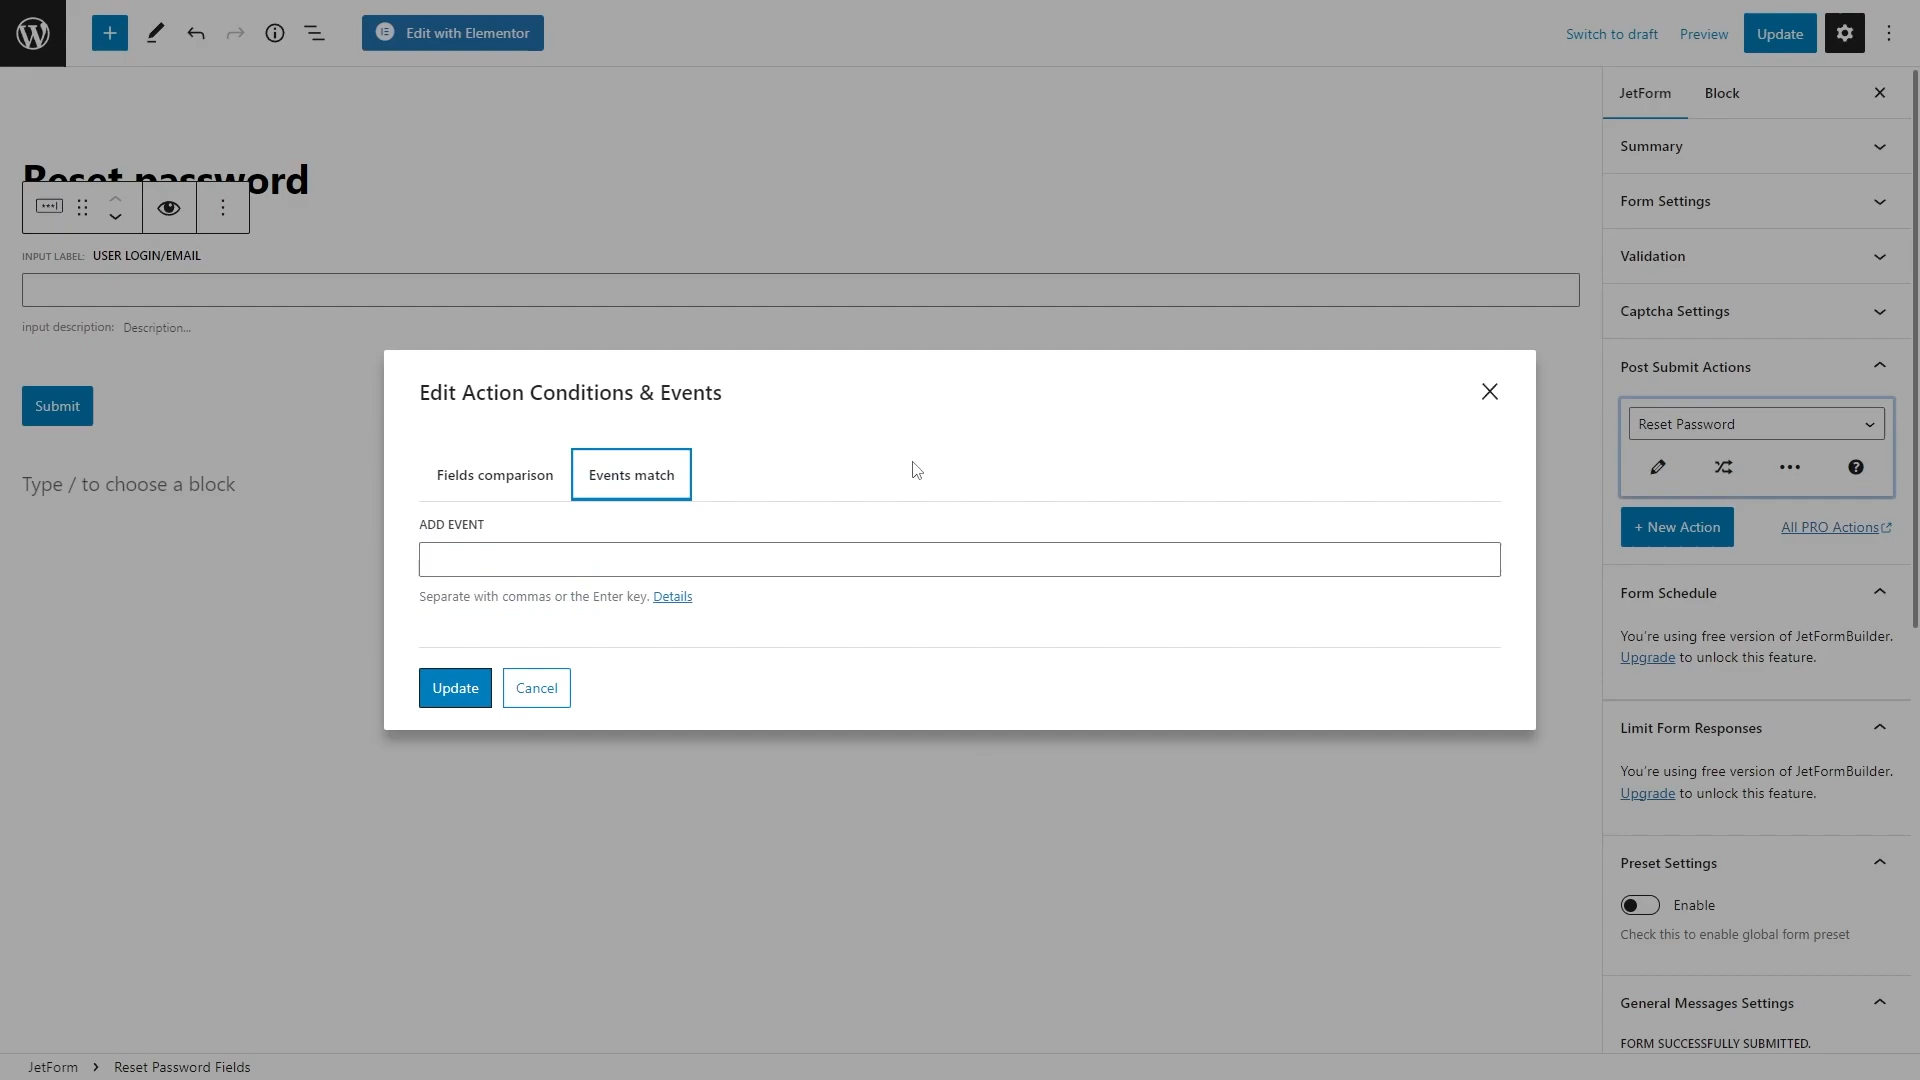 Edit with Elementor
Switch to draft
Preview
Update
JetForm
Block
Summary
Reset password
Form Settings
INPUT LABEL: USER LOGIN/EMAIL
Validation
input description: Description...
Captcha Settings
Post Submit Actions
Submit
Reset Password
Type / to choose a block
+ New Action
All PRO Actions
Edit Action Conditions & Events
Fields comparison
Events match
ADD EVENT
Separate with commas or the Enter key. Details
Update
Cancel
Form Schedule
You're using free version of JetFormBuilder.
Upgrade to unlock this feature.
Limit Form Responses
You're using free version of JetFormBuilder.
Upgrade to unlock this feature.
Preset Settings
Enable
Check this to enable global form preset
General Messages Settings
FORM SUCCESSFULLY SUBMITTED.
JetForm > Reset Password Fields